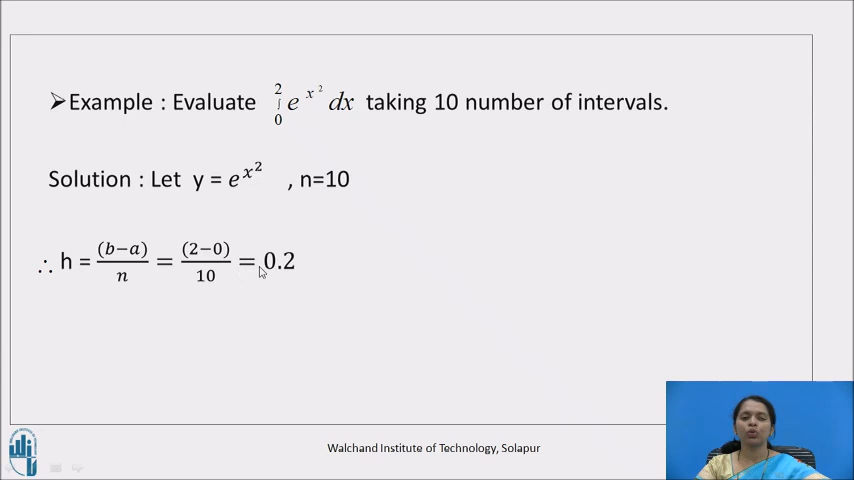 ➢Example : Evaluate ∫₀² e^{x²} dx taking 10 number of intervals.
Solution : Let y = e^{x²} , n=10
∴ h = (b−a)/n = (2−0)/10 = 0.2
Walchand Institute of Technology, Solapur